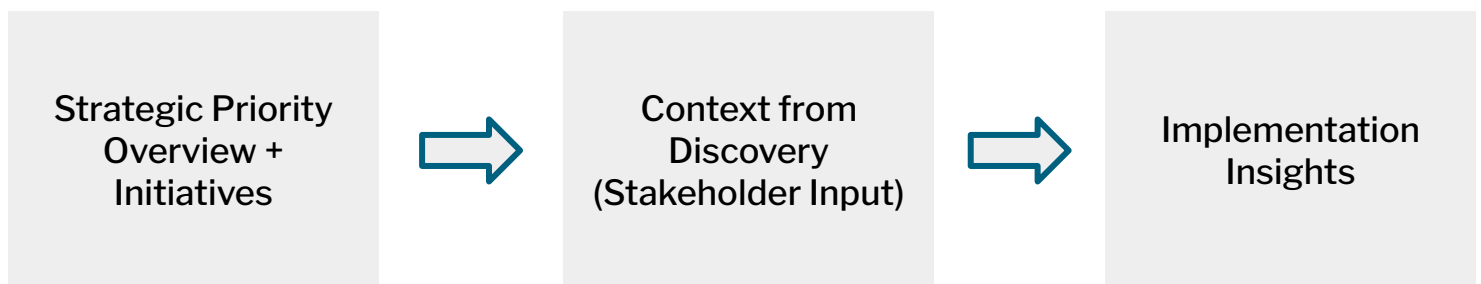 Strategic Priority
Overview +
Initiatives
Context from
Discovery
(Stakeholder Input)
Implementation
Insights